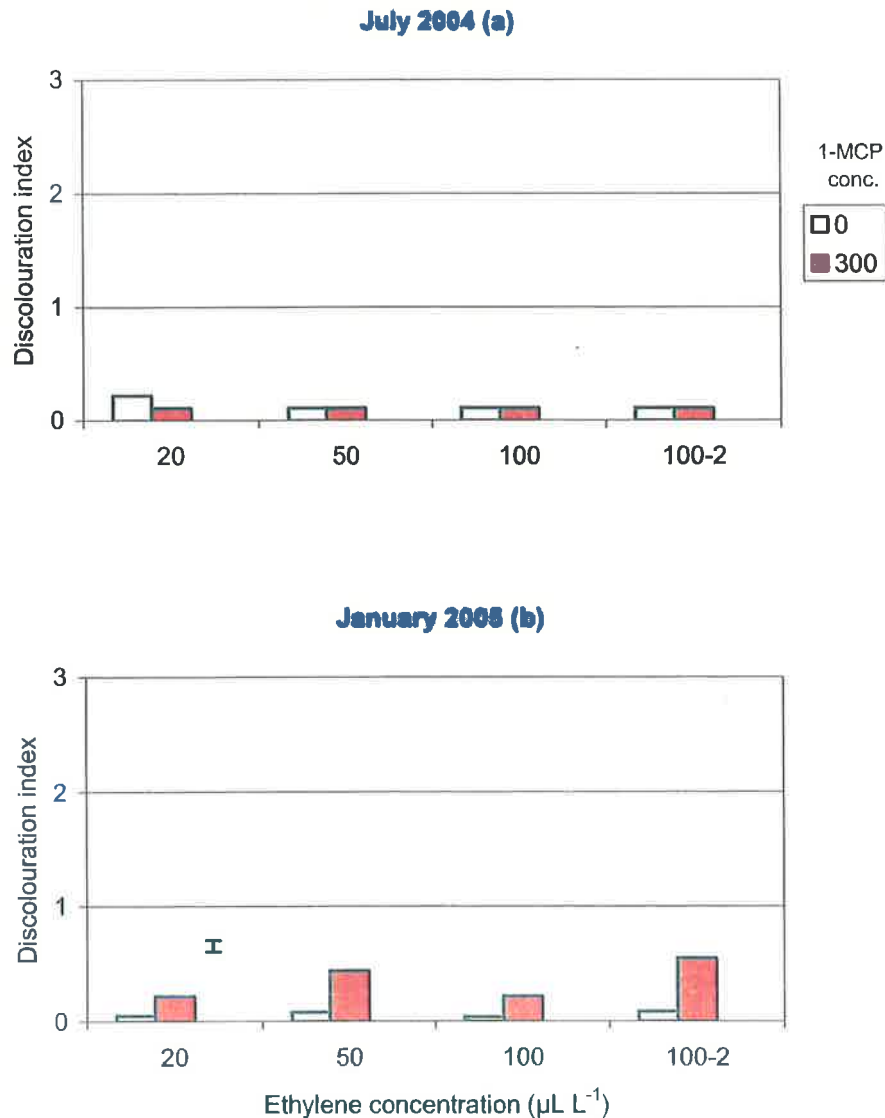 July 2004 (a)
3
2
1
0
Discolouration index
20 50 100 100-2
1-MCP
conc.
0
300
January 2005 (b)
3
2
1
0
Discolouration index
20 50 100 100-2
Ethylene concentration (µL L⁻¹)